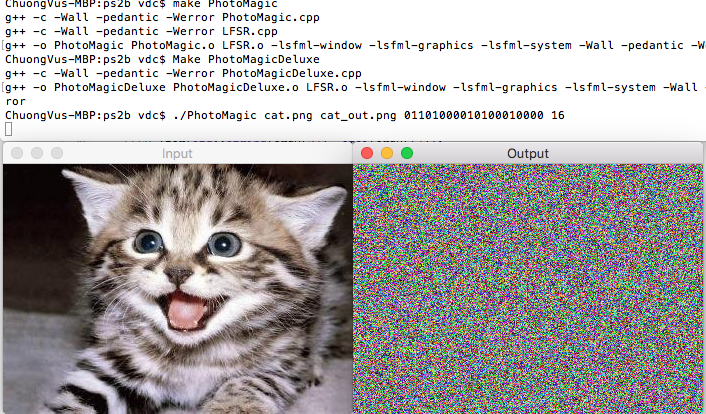 ChuongVus-MBP:ps2b vdc$ make PhotoMagic
g++ -c -Wall -pedantic -Werror PhotoMagic.cpp
g++ -c -Wall -pedantic -Werror LFSR.cpp
g++ -o PhotoMagic PhotoMagic.o LFSR.o -lsfml-window -lsfml-graphics -lsfml-system -Wall -pedantic -We
ChuongVus-MBP:ps2b vdc$ Make PhotoMagicDeluxe
g++ -c -Wall -pedantic -Werror PhotoMagicDeluxe.cpp
g++ -o PhotoMagicDeluxe PhotoMagicDeluxe.o LFSR.o -lsfml-window -lsfml-graphics -lsfml-system -Wall -
ror
ChuongVus-MBP:ps2b vdc$ ./PhotoMagic cat.png cat_out.png 01101000010100010000 16
Input
Output